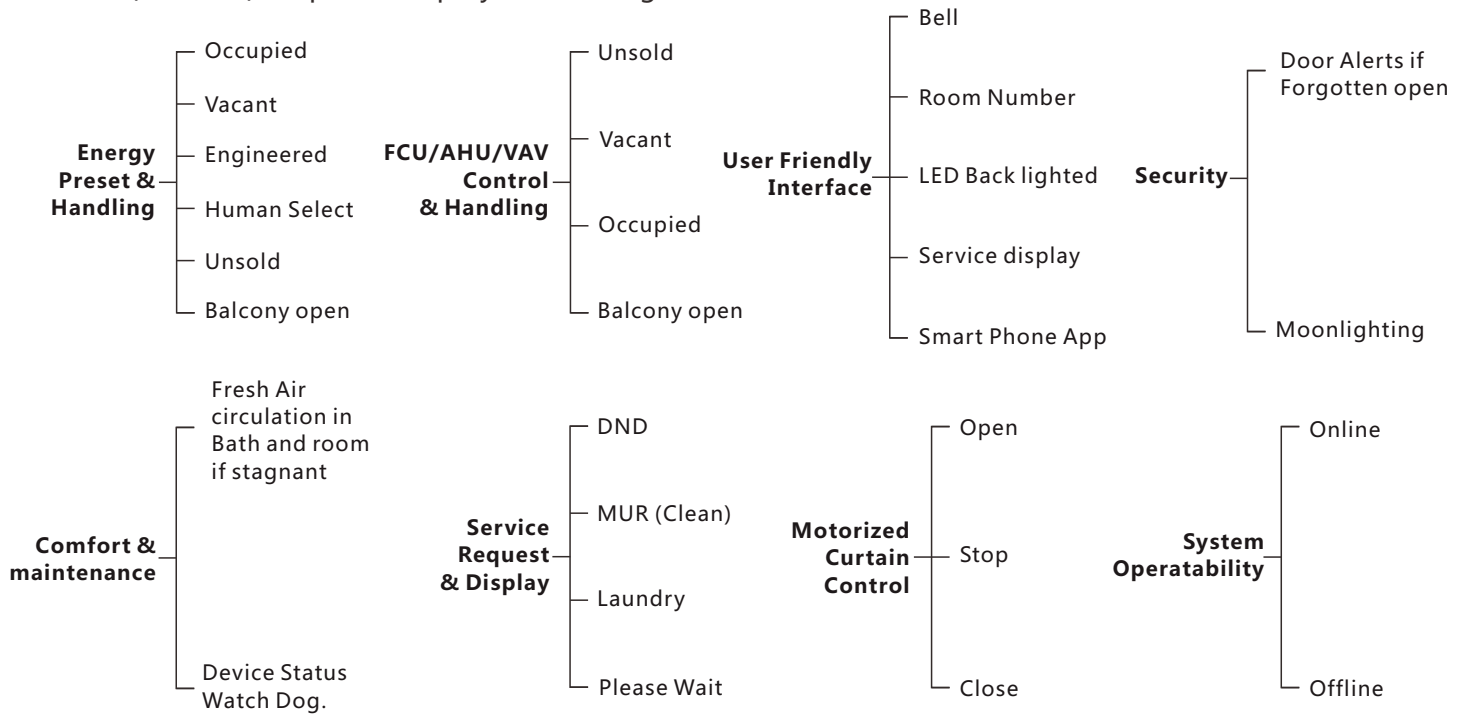 Bell
Occupied
Vacant
Engineered
Human Select
Unsold
Balcony open
Energy
Preset &
Handling
Unsold
Vacant
Occupied
Balcony open
FCU/AHU/VAV
Control
& Handling
Room Number
LED Back lighted
Service display
Smart Phone App
User Friendly
Interface
Door Alerts if
Forgotten open
Security
Moonlighting
Fresh Air
circulation in
Bath and room
if stagnant
Comfort &
maintenance
Device Status
Watch Dog.
DND
MUR (Clean)
Service
Request
& Display
Laundry
Please Wait
Open
Motorized
Curtain
Control
Stop
Close
Online
System
Operatability
Offline